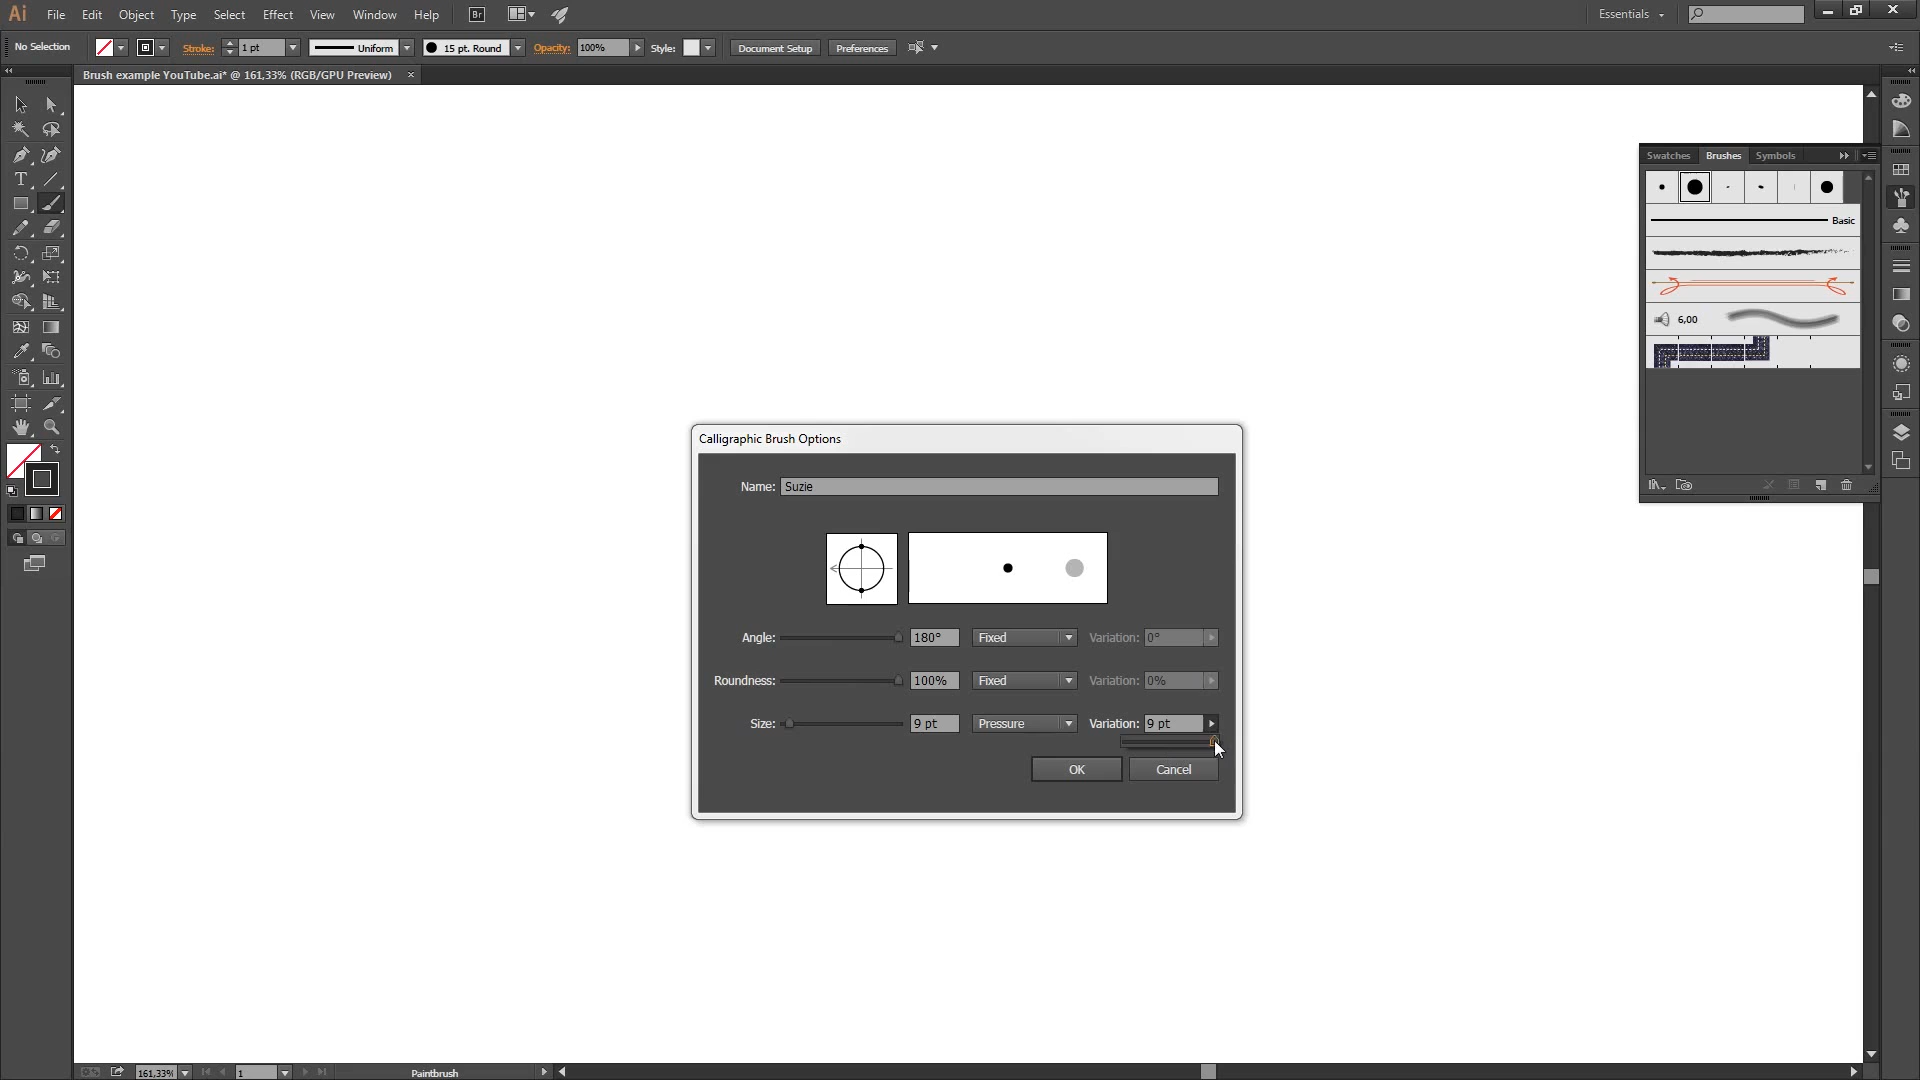 Ai File Edit Object Type Select Effect View Window Help Br Essentials
No Selection Stroke: 1 pt Uniform 15 pt. Round Opacity: 100% Style: Document Setup Preferences
Brush example YouTube.ai* @ 161,33% (RGB/GPU Preview) ×
Swatches Brushes Symbols
Basic
6,00
Calligraphic Brush Options
Name: Suzie
Angle: 180° Fixed Variation: 0°
Roundness: 100% Fixed Variation: 0%
Size: 9 pt Pressure Variation: 9 pt
OK Cancel
161,33% 1 Paintbrush